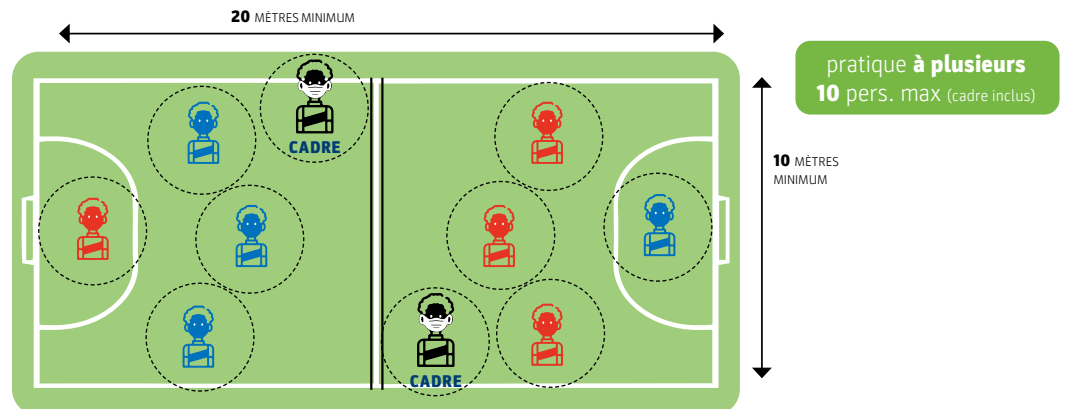 20 MÈTRES MINIMUM
pratique à plusieurs
10 pers. max (cadre inclus)
CADRE
10 MÈTRES
MINIMUM
CADRE